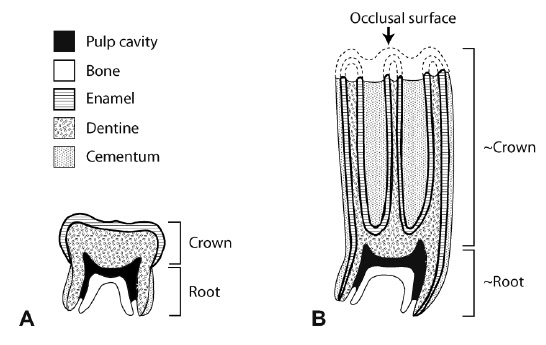 Occlusal surface
Pulp cavity
Bone
Enamel
Dentine
Cementum
Crown
Root
A
~Crown
~Root
B